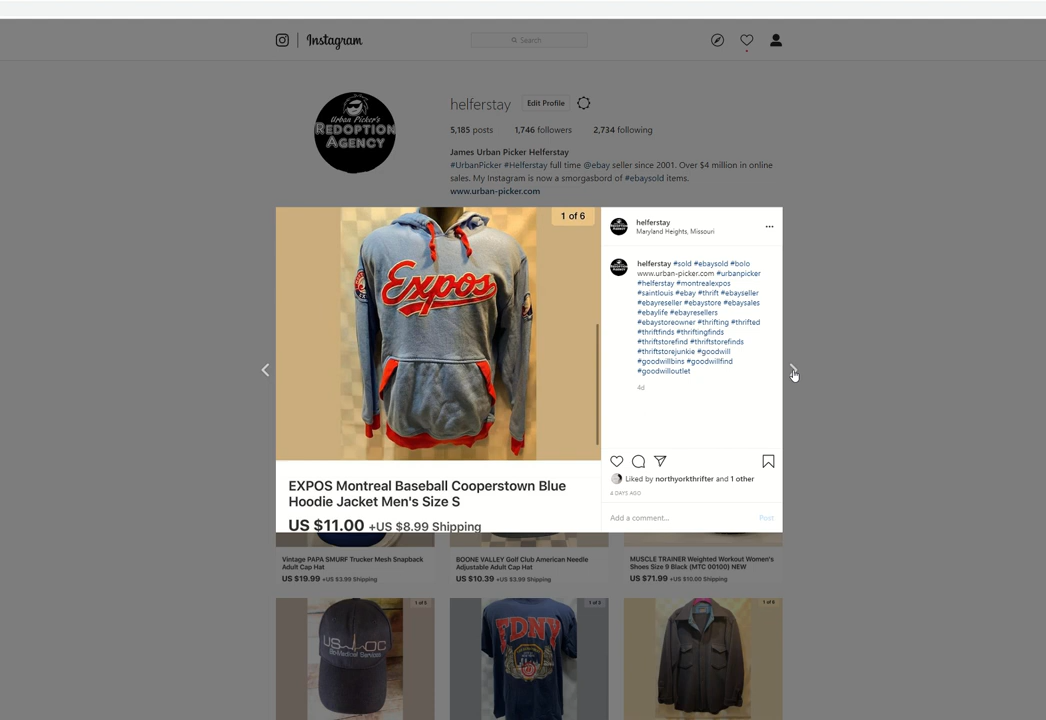 Instagram
Search
helferstay Edit Profile
5,185 posts 1,746 followers 2,734 following
James Urban Picker Helferstay
#UrbanPicker #Helferstay full time @ebay seller since 2001. Over $4 million in online
sales. My Instagram is now a smorgasbord of #ebaysold items.
www.urban-picker.com
Urban Picker's
REDOPTION
AGENCY
1 of 6
Expos
EXPOS Montreal Baseball Cooperstown Blue
Hoodie Jacket Men's Size S
US $11.00 +US $8.99 Shipping
helferstay
Maryland Heights, Missouri
helferstay #sold #ebaysold #bolo
www.urban-picker.com #urbanpicker
#helferstay #montrealexpos
#saintlouis #ebay #thrift #ebayseller
#ebayreseller #ebaystore #ebaysales
#ebaylife #ebayresellers
#ebaystoreowner #thrifting #thrifted
#thriftfinds #thriftingfinds
#thriftstorefind #thriftstorefinds
#thriftstorejunkie #goodwill
#goodwillbins #goodwillfind
#goodwilloutlet
4d
Liked by northyorkthrifter and 1 other
4 DAYS AGO
Add a comment... Post
Vintage PAPA SMURF Trucker Mesh Snapback
Adult Cap Hat
US $19.99 +US $3.99 Shipping
BOONE VALLEY Golf Club American Needle
Adjustable Adult Cap Hat
US $10.39 +US $3.99 Shipping
MUSCLE TRAINER Weighted Workout Women's
Shoes Size 9 Black (MTC 00100) NEW
US $71.99 +US $10.00 Shipping
FDNY